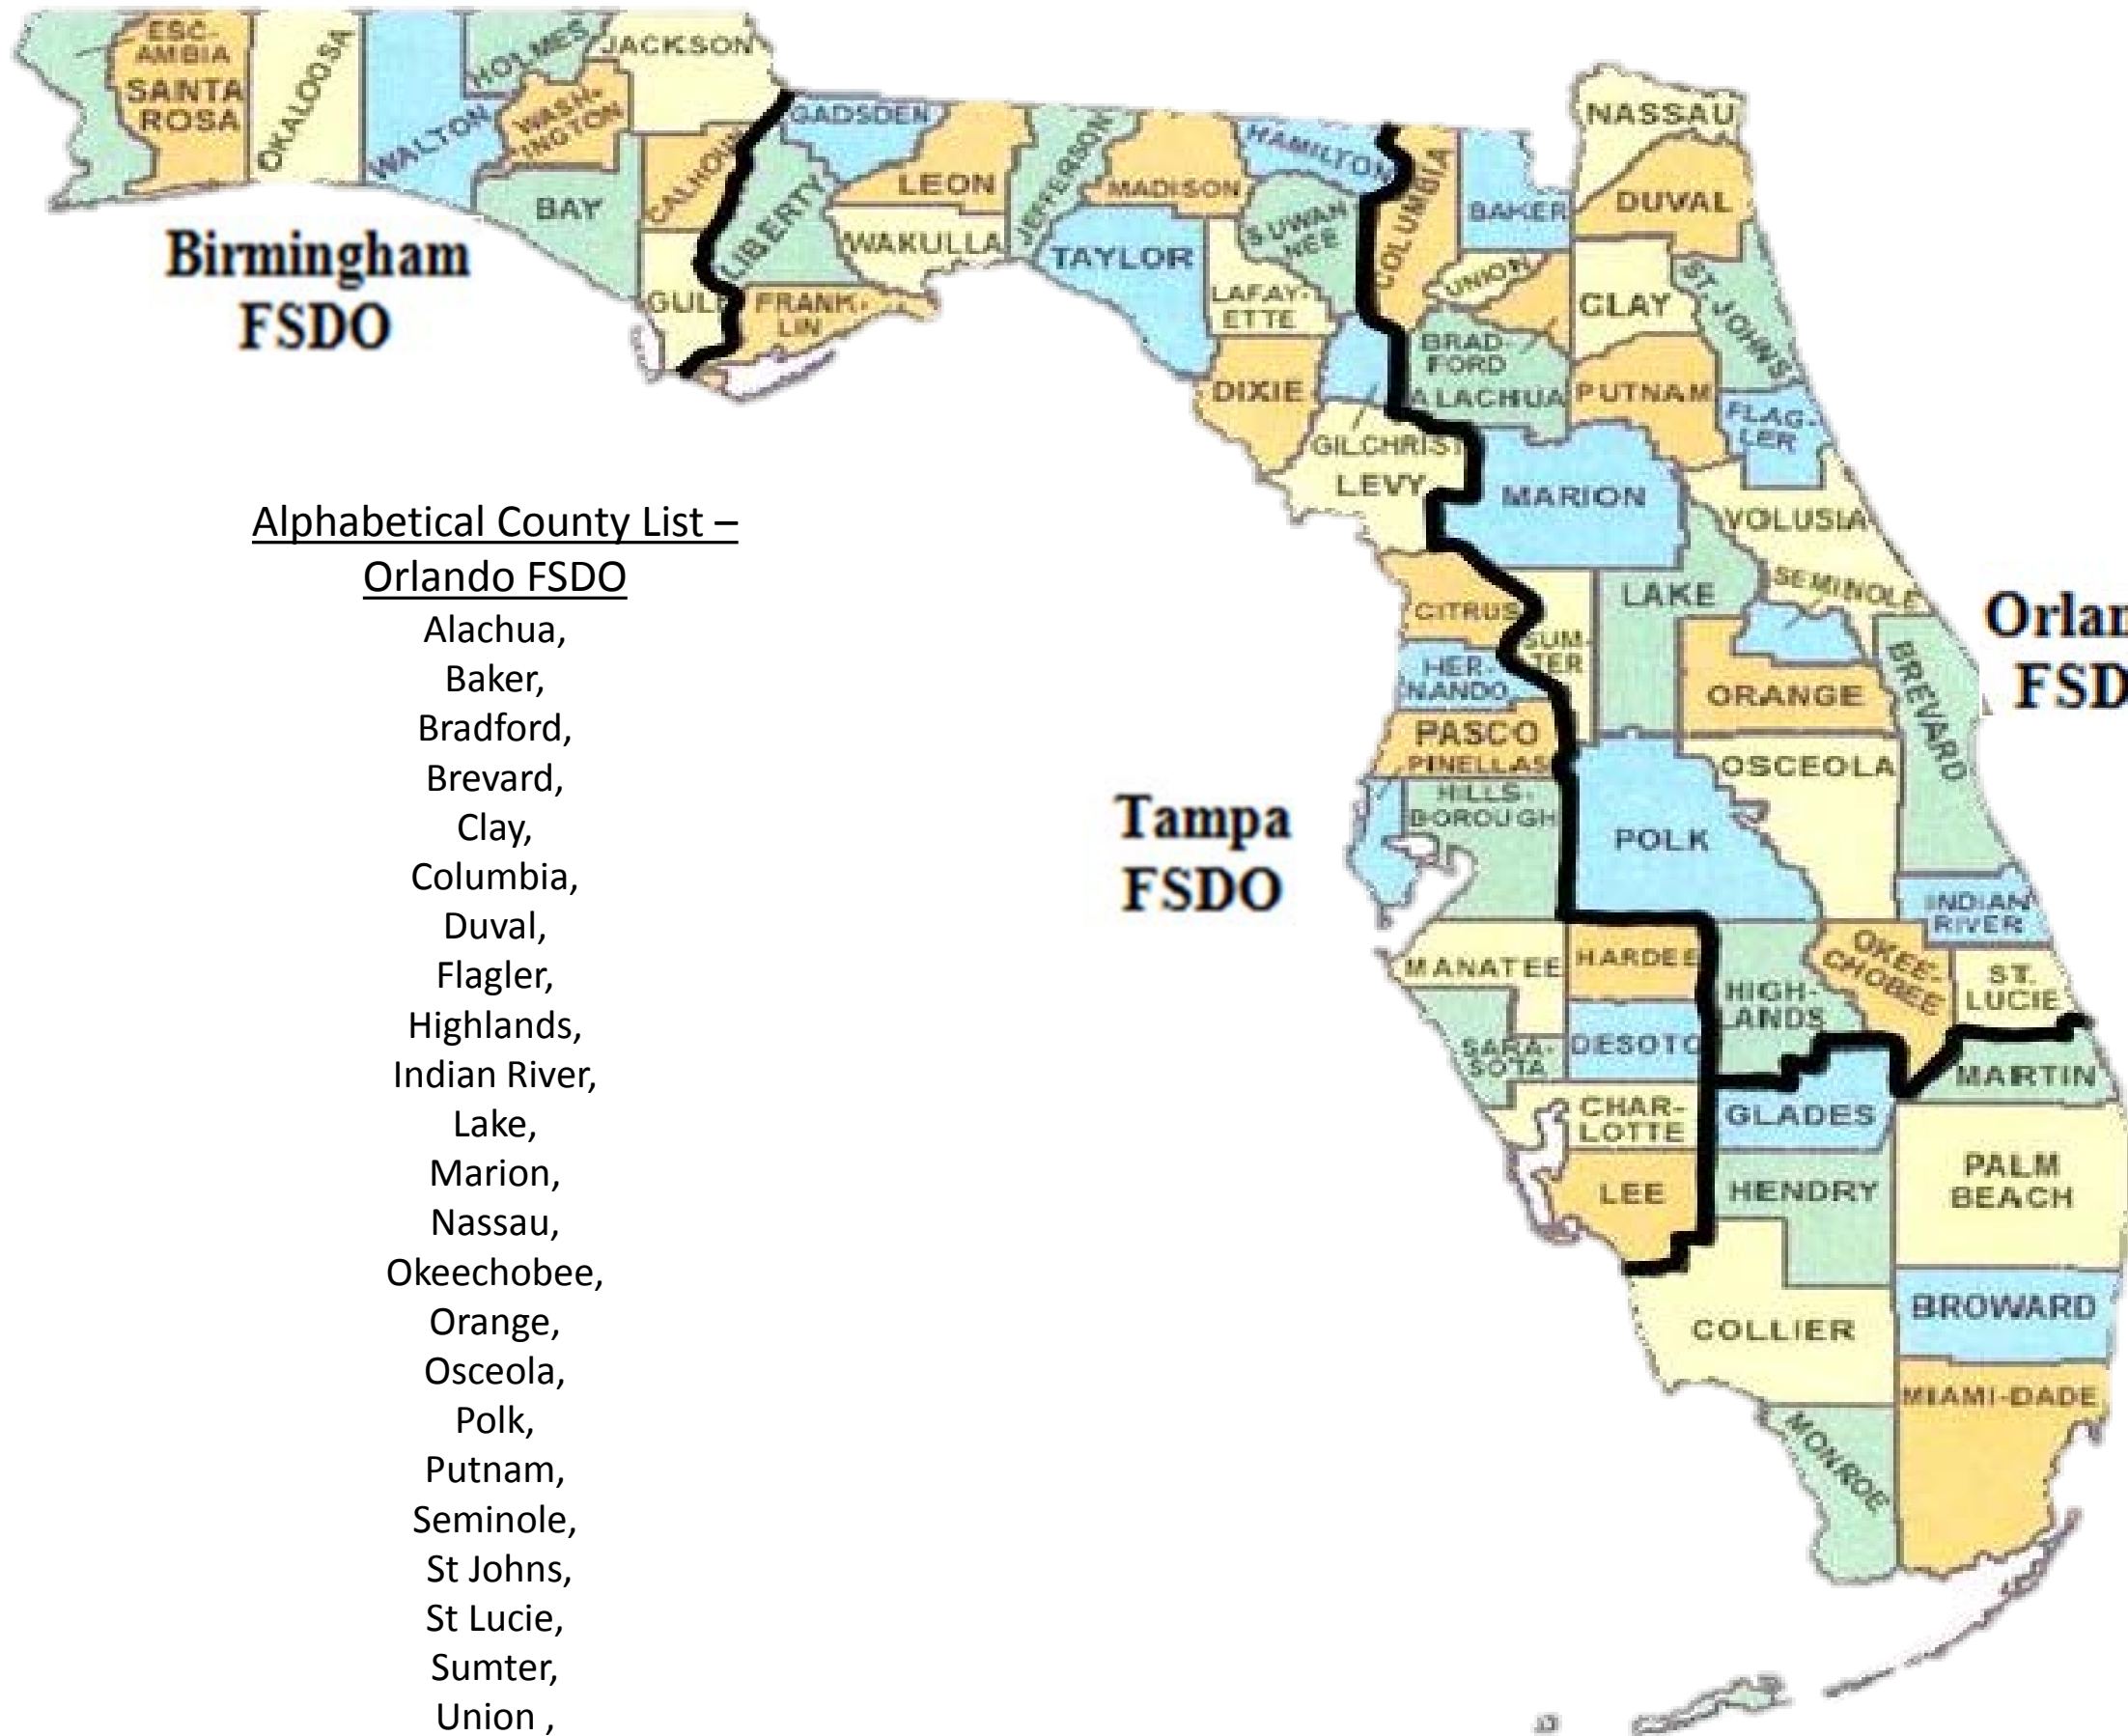 ESC-
AMBIA
SANTA
ROSA
OKALOOSA
WALTON
HOLMES
WASH-
INGTON
JACKSON
BAY
CALHOUN
GULF
GADSDEN
LIBERTY
FRANK-
LIN
LEON
WAKULLA
JEFFERSON
MADISON
TAYLOR
HAMILTON
SUWAN
NEE
LAFAY-
ETTE
DIXIE
COLUMBIA
BAKER
NASSAU
DUVAL
UNION
CLAY
ST. JOHNS
BRAD-
FORD
ALACHUA
PUTNAM
FLAG-
LER
GILCHRIST
LEVY
MARION
VOLUSIA
CITRUS
SUM-
TER
LAKE
SEMINOLE
HER-
NANDO
ORANGE
BREVARD
PASCO
PINELLAS
OSCEOLA
HILLS-
BOROUGH
POLK
INDIAN
RIVER
MANATEE
HARDEE
HIGH-
LANDS
OKEE-
CHOBEE
ST.
LUCIE
SARA-
SOTA
DESOTO
MARTIN
CHAR-
LOTTE
GLADES
LEE
HENDRY
PALM
BEACH
COLLIER
BROWARD
MIAMI-DADE
MONROE
Birmingham
FSDO
Tampa
FSDO
Orlan
FSD
Alphabetical County List –
Orlando FSDO
Alachua,
Baker,
Bradford,
Brevard,
Clay,
Columbia,
Duval,
Flagler,
Highlands,
Indian River,
Lake,
Marion,
Nassau,
Okeechobee,
Orange,
Osceola,
Polk,
Putnam,
Seminole,
St Johns,
St Lucie,
Sumter,
Union ,